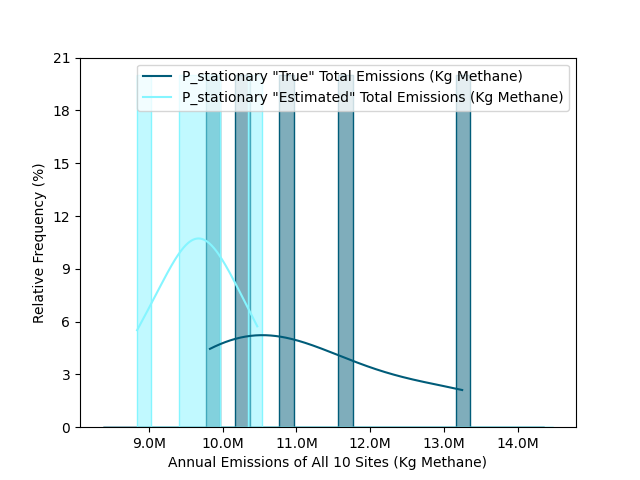 P_stationary "True" Total Emissions (Kg Methane)
P_stationary "Estimated" Total Emissions (Kg Methane)
Relative Frequency (%)
21
18
15
12
9
6
3
0
9.0M 10.0M 11.0M 12.0M 13.0M 14.0M
Annual Emissions of All 10 Sites (Kg Methane)